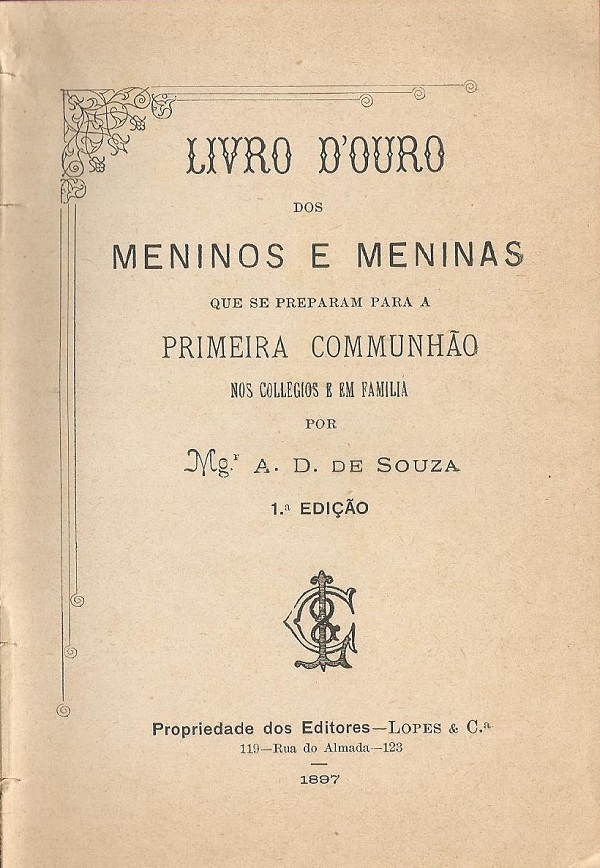 LIVRO D'OURO
DOS
MENINOS E MENINAS
QUE SE PREPARAM PARA A
PRIMEIRA COMMUNHÃO
NOS COLLEGIOS E EM FAMILIA
POR
Mg.r A. D. DE SOUZA
1.a EDIÇÃO
L & C
Propriedade dos Editores—LOPES & C.a
119—Rua do Almada—123
1897